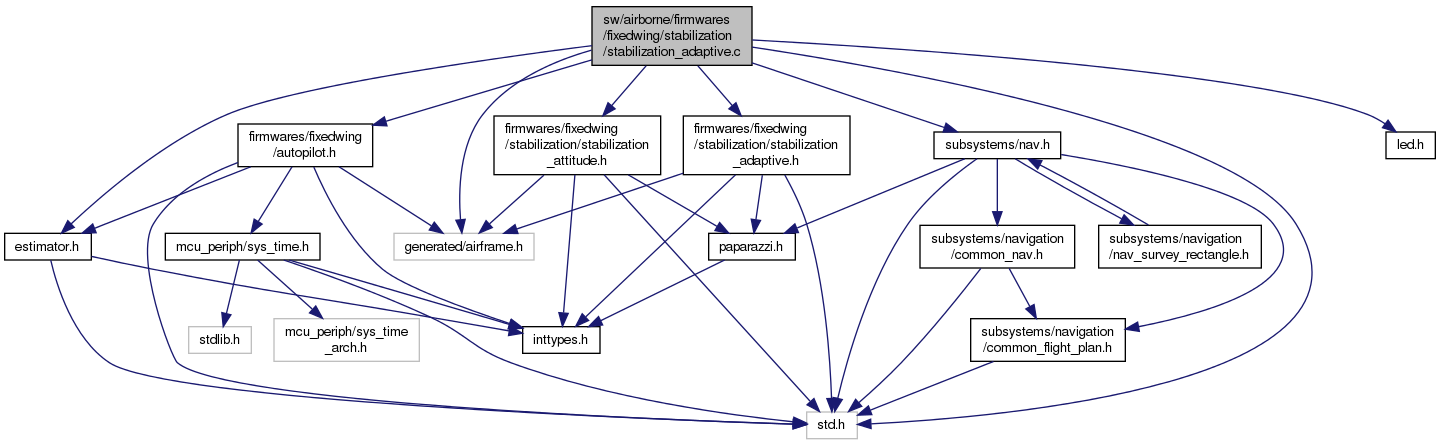 sw/airborne/firmwares
/fixedwing/stabilization
/stabilization_adaptive.c
firmwares/fixedwing
/autopilot.h
firmwares/fixedwing
/stabilization/stabilization
_attitude.h
firmwares/fixedwing
/stabilization/stabilization
_adaptive.h
subsystems/nav.h
led.h
estimator.h
mcu_periph/sys_time.h
generated/airframe.h
paparazzi.h
subsystems/navigation
/common_nav.h
subsystems/navigation
/nav_survey_rectangle.h
stdlib.h
mcu_periph/sys_time
_arch.h
inttypes.h
subsystems/navigation
/common_flight_plan.h
std.h